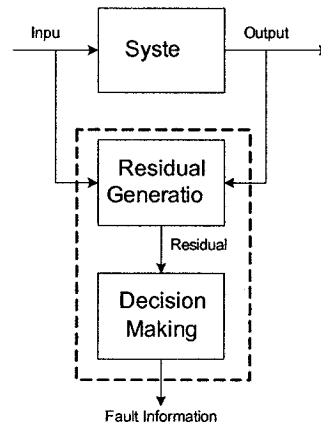 Inpu
Syste
Output
Residual
Generatio
Residual
Decision
Making
Fault Information